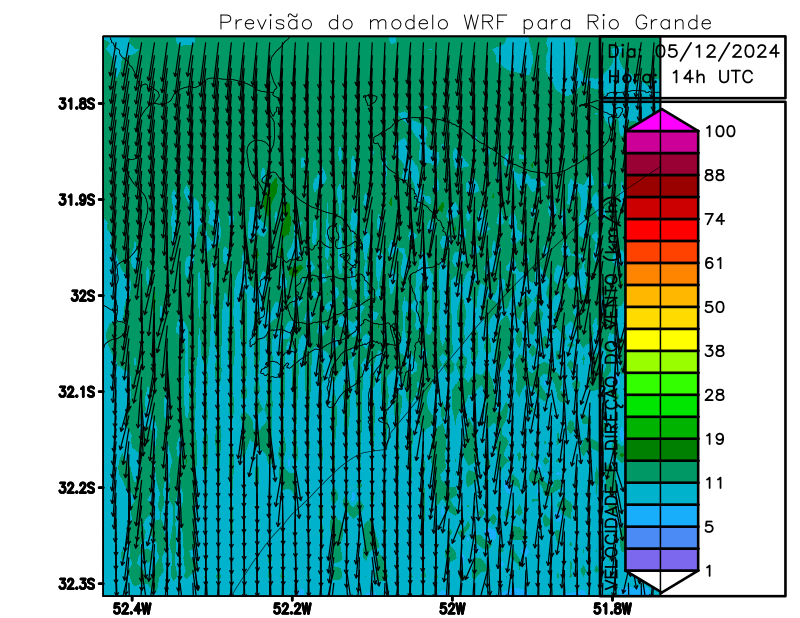 Previsão do modelo WRF para Rio Grande
Dia: 05/12/2024
Hora: 14h UTC
31.8S
31.9S
32S
32.1S
32.2S
32.3S
52.4W
52.2W
52W
51.8W
100
88
74
61
50
38
28
19
11
5
1
VELOCIDADE E DIREÇÃO DO VENTO (km/h)